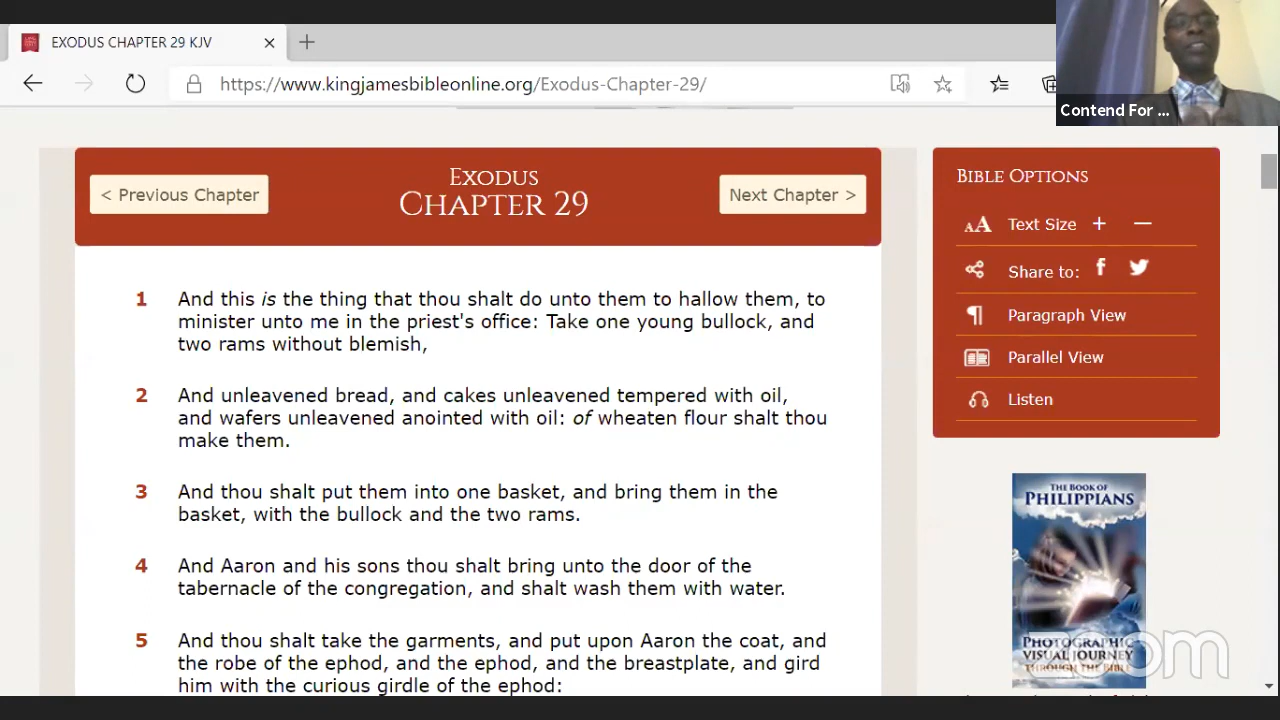 EXODUS CHAPTER 29 KJV
https://www.kingjamesbibleonline.org/Exodus-Chapter-29/
Contend For ...
< Previous Chapter
EXODUS
CHAPTER 29
Next Chapter >
1 And this is the thing that thou shalt do unto them to hallow them, to
minister unto me in the priest's office: Take one young bullock, and
two rams without blemish,
2 And unleavened bread, and cakes unleavened tempered with oil,
and wafers unleavened anointed with oil: of wheaten flour shalt thou
make them.
3 And thou shalt put them into one basket, and bring them in the
basket, with the bullock and the two rams.
4 And Aaron and his sons thou shalt bring unto the door of the
tabernacle of the congregation, and shalt wash them with water.
5 And thou shalt take the garments, and put upon Aaron the coat, and
the robe of the ephod, and the ephod, and the breastplate, and gird
him with the curious girdle of the ephod:
BIBLE OPTIONS
AA Text Size + —
Share to: f
Paragraph View
Parallel View
Listen
THE BOOK OF
PHILIPPIANS
PHOTOGRAPHIC
VISUAL JOURNEY
THROUGH THE BIBLE
zoom